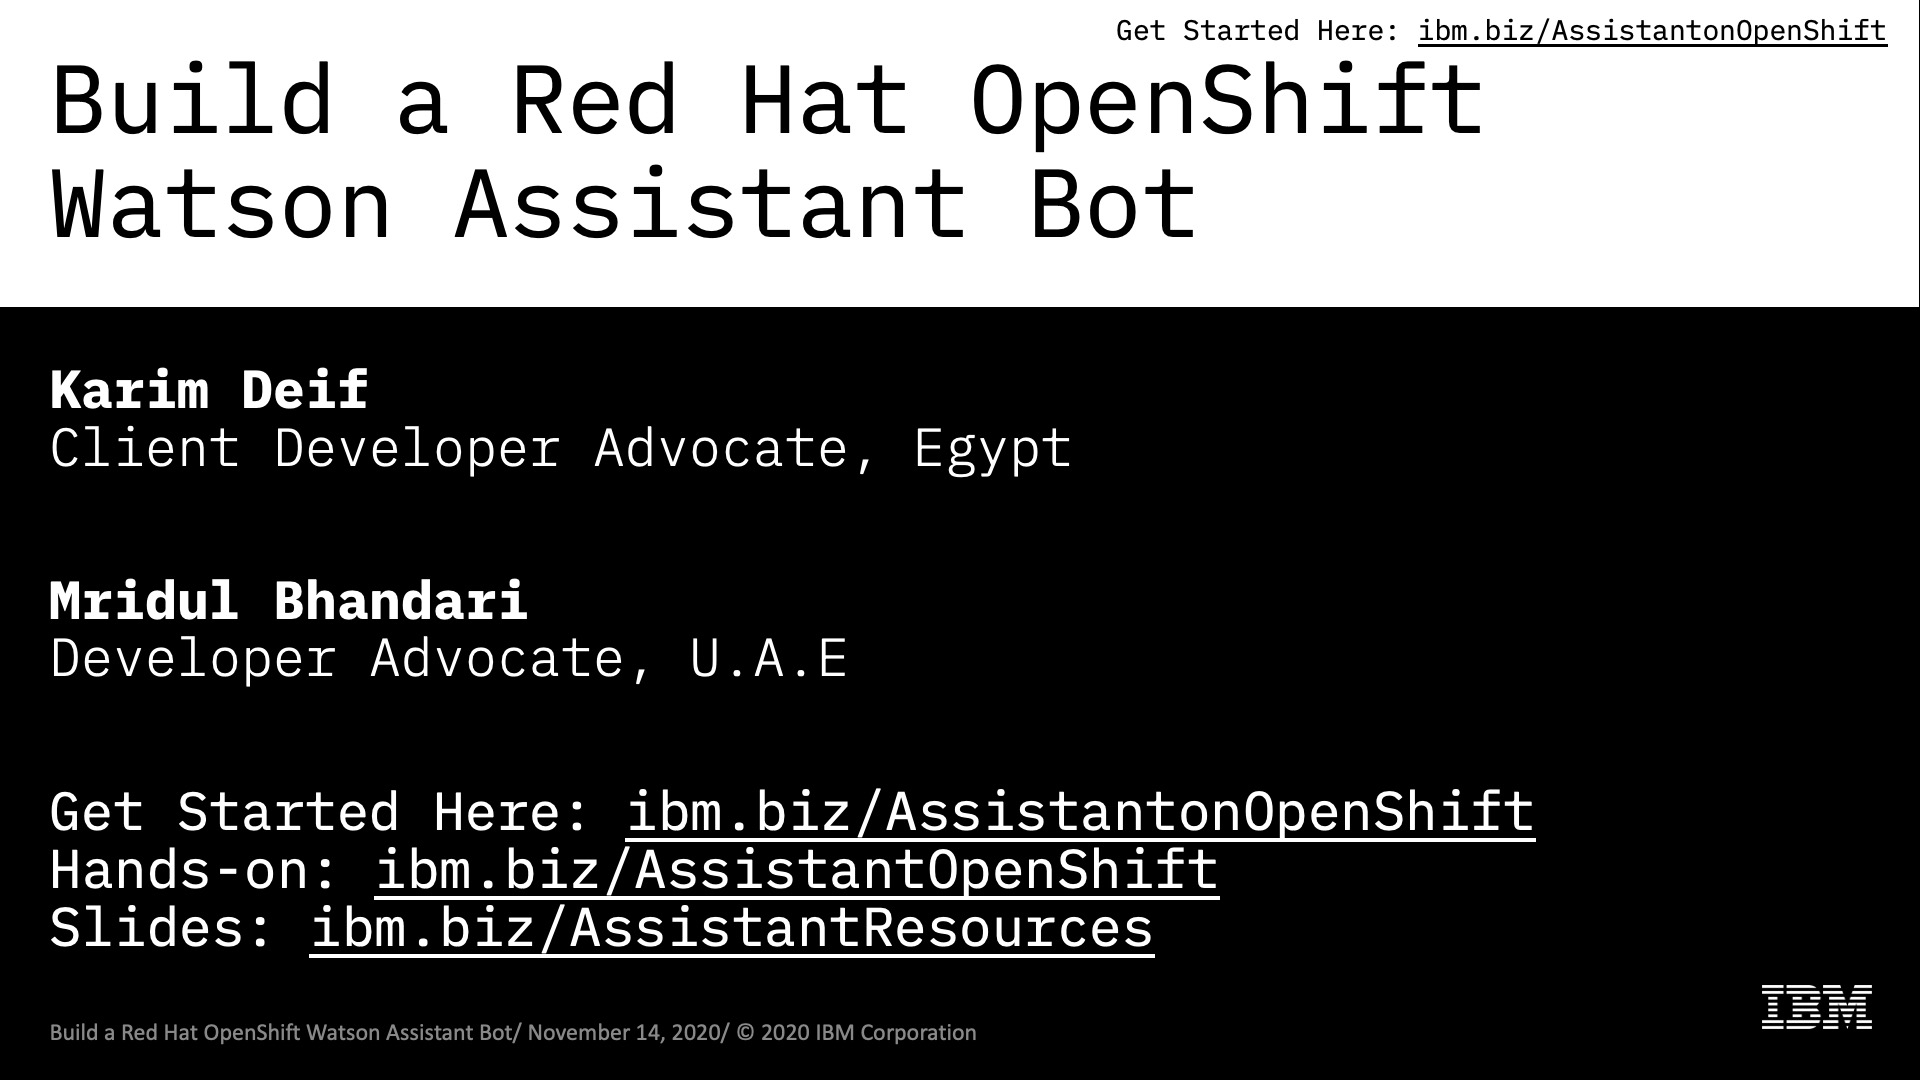 Get Started Here: ibm.biz/AssistantonOpenShift
Build a Red Hat OpenShift
Watson Assistant Bot
Karim Deif
Client Developer Advocate, Egypt
Mridul Bhandari
Developer Advocate, U.A.E
Get Started Here: ibm.biz/AssistantonOpenShift
Hands-on: ibm.biz/AssistantOpenShift
Slides: ibm.biz/AssistantResources
Build a Red Hat OpenShift Watson Assistant Bot/ November 14, 2020/ © 2020 IBM Corporation
IBM